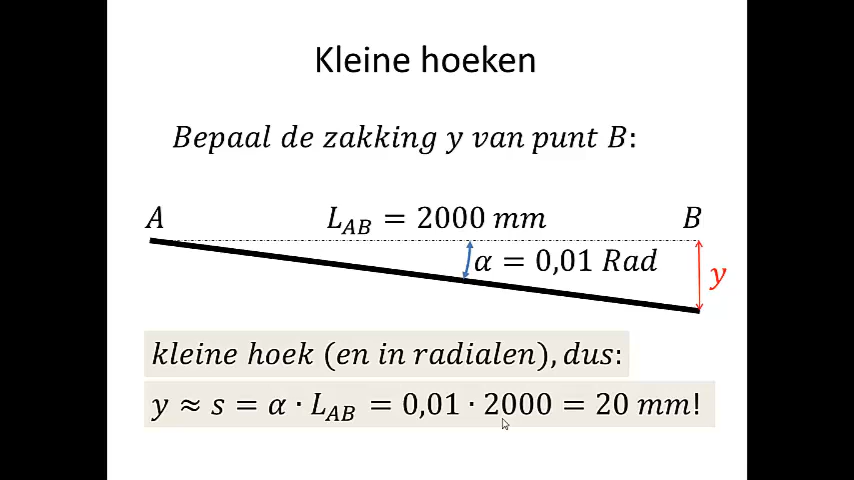 Kleine hoeken
Bepaal de zakking y van punt B:
A L_AB = 2000 mm B
α = 0,01 Rad
y
kleine hoek (en in radialen), dus:
y ≈ s = α · L_AB = 0,01 · 2000 = 20 mm!